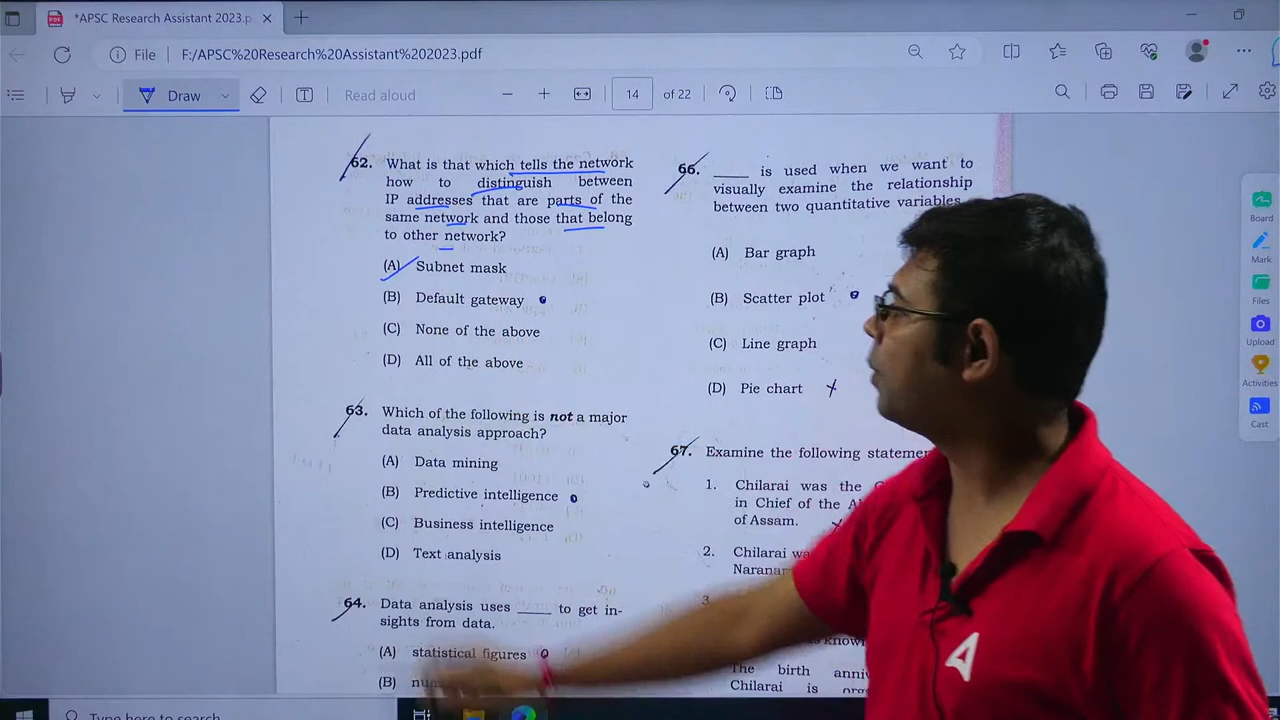 *APSC Research Assistant 2023.p
File
F:/APSC%20Research%20Assistant%202023.pdf
Draw
Read aloud
14
of 22
62. What is that which tells the network
how to distinguish between
IP addresses that are parts of the
same network and those that belong
to other network?
(A) Subnet mask
(B) Default gateway
(C) None of the above
(D) All of the above
63. Which of the following is not a major
data analysis approach?
(A) Data mining
(B) Predictive intelligence
(C) Business intelligence
(D) Text analysis
64. Data analysis uses ____ to get in-
sights from data.
(A) statistical figures
(B)
66. ____ is used when we want to
visually examine the relationship
between two quantitative variables.
(A) Bar graph
(B) Scatter plot
(C) Line graph
(D) Pie chart
67. Examine the following
1. Chilarai was the
in Chief of the
of Assam.
2. Chilarai
3
The birth
Chilarai is
Board
Mark
Files
Upload
Activities
Cast
Type here to search